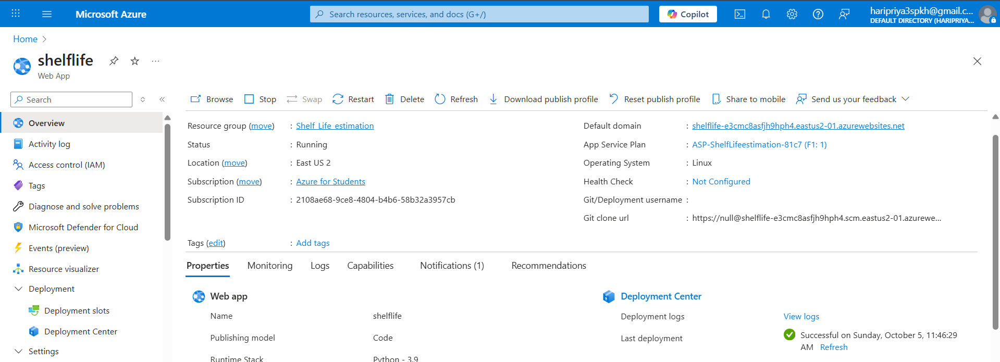 Microsoft Azure
Search resources, services, and docs (G+/)
Copilot
haripriya3spkh@gmail.c...
DEFAULT DIRECTORY (HARIPRIYA...
Home
shelflife
Web App
Search
Browse
Stop
Swap
Restart
Delete
Refresh
Download publish profile
Reset publish profile
Share to mobile
Send us your feedback
Overview
Activity log
Access control (IAM)
Tags
Diagnose and solve problems
Microsoft Defender for Cloud
Events (preview)
Resource visualizer
Deployment
Deployment slots
Deployment Center
Settings
Resource group (move) : Shelf_Life_estimation
Status : Running
Location (move) : East US 2
Subscription (move) : Azure for Students
Subscription ID : 2108ae68-9ce8-4804-b4b6-58b32a3957cb
Default domain : shelflife-e3cmc8asfjh9hph4.eastus2-01.azurewebsites.net
App Service Plan : ASP-ShelfLifeestimation-81c7 (F1: 1)
Operating System : Linux
Health Check : Not Configured
Git/Deployment username :
Git clone url : https://null@shelflife-e3cmc8asfjh9hph4.scm.eastus2-01.azurewe...
Tags (edit) : Add tags
Properties
Monitoring
Logs
Capabilities
Notifications (1)
Recommendations
Web app
Name shelflife
Publishing model Code
Runtime Stack Python - 3.9
Deployment Center
Deployment logs View logs
Last deployment Successful on Sunday, October 5, 11:46:29
AM Refresh